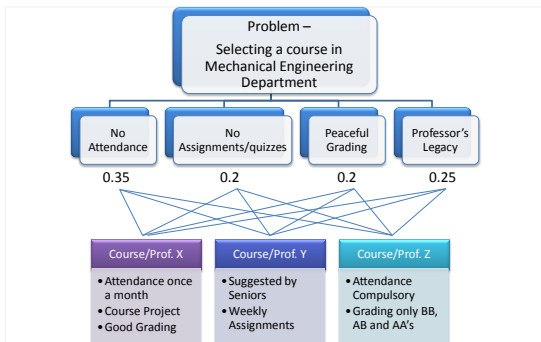 Problem –
Selecting a course in
Mechanical Engineering
Department
No
Attendance
No
Assignments/quizzes
Peaceful
Grading
Professor's
Legacy
0.35
0.2
0.2
0.25
Course/Prof. X
• Attendance once
a month
• Course Project
• Good Grading
Course/Prof. Y
• Suggested by
Seniors
• Weekly
Assignments
Course/Prof. Z
• Attendance
Compulsory
• Grading only BB,
AB and AA's